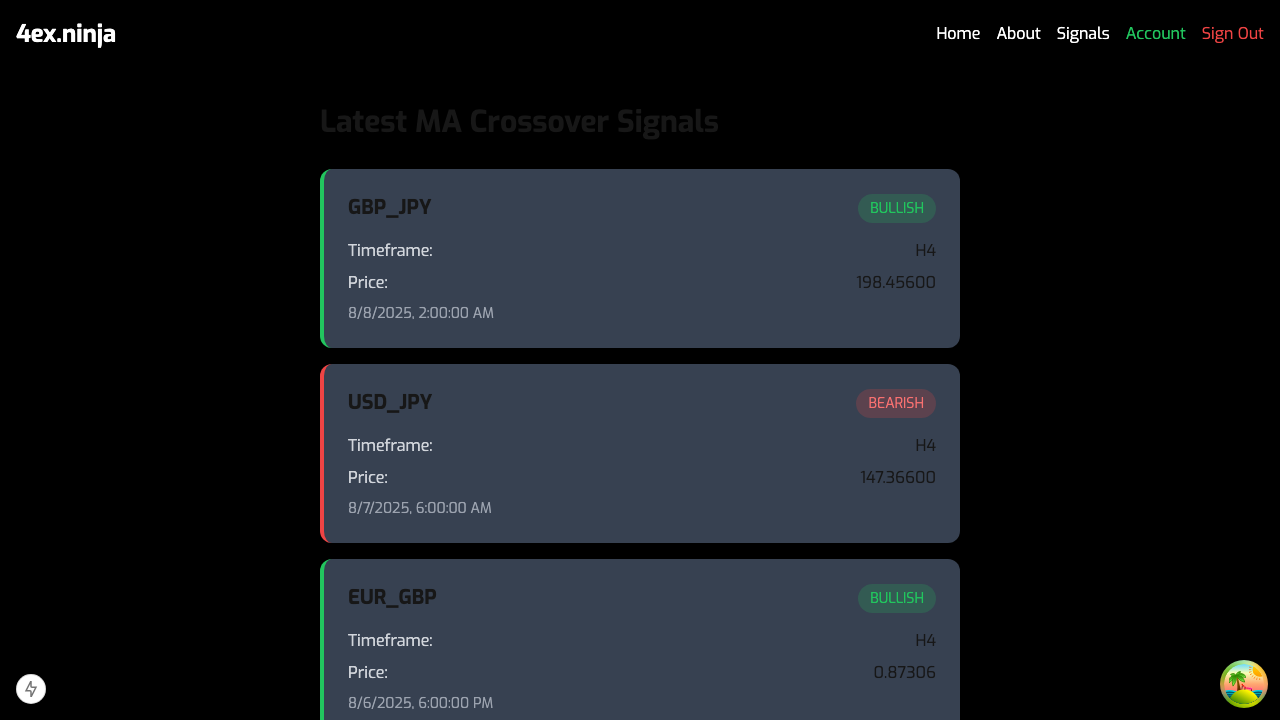 4ex.ninja
Home About Signals Account Sign Out
Latest MA Crossover Signals
GBP_JPY BULLISH
Timeframe: H4
Price: 198.45600
8/8/2025, 2:00:00 AM
USD_JPY BEARISH
Timeframe: H4
Price: 147.36600
8/7/2025, 6:00:00 AM
EUR_GBP BULLISH
Timeframe: H4
Price: 0.87306
8/6/2025, 6:00:00 PM